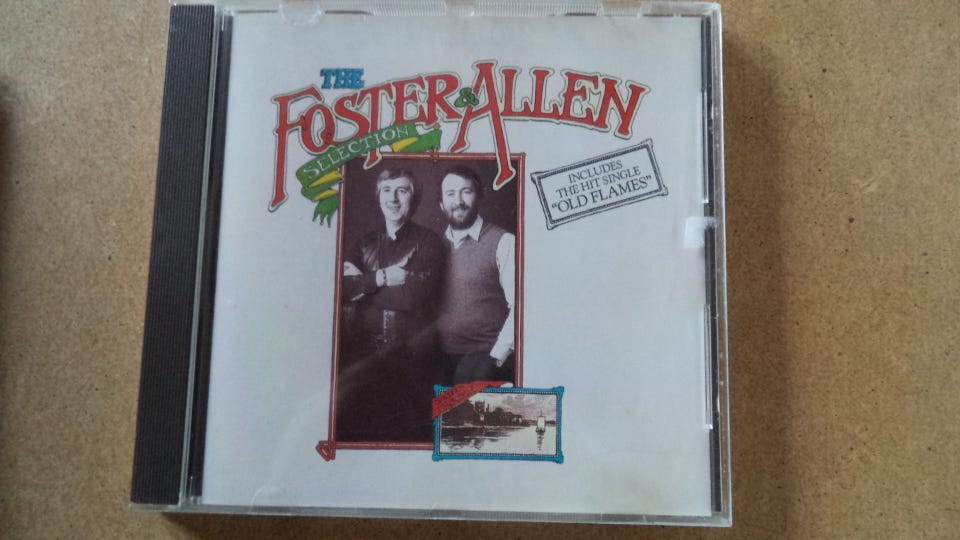 THE
FOSTER & ALLEN
SELECTION
INCLUDES
THE HIT SINGLE
"OLD FLAMES"